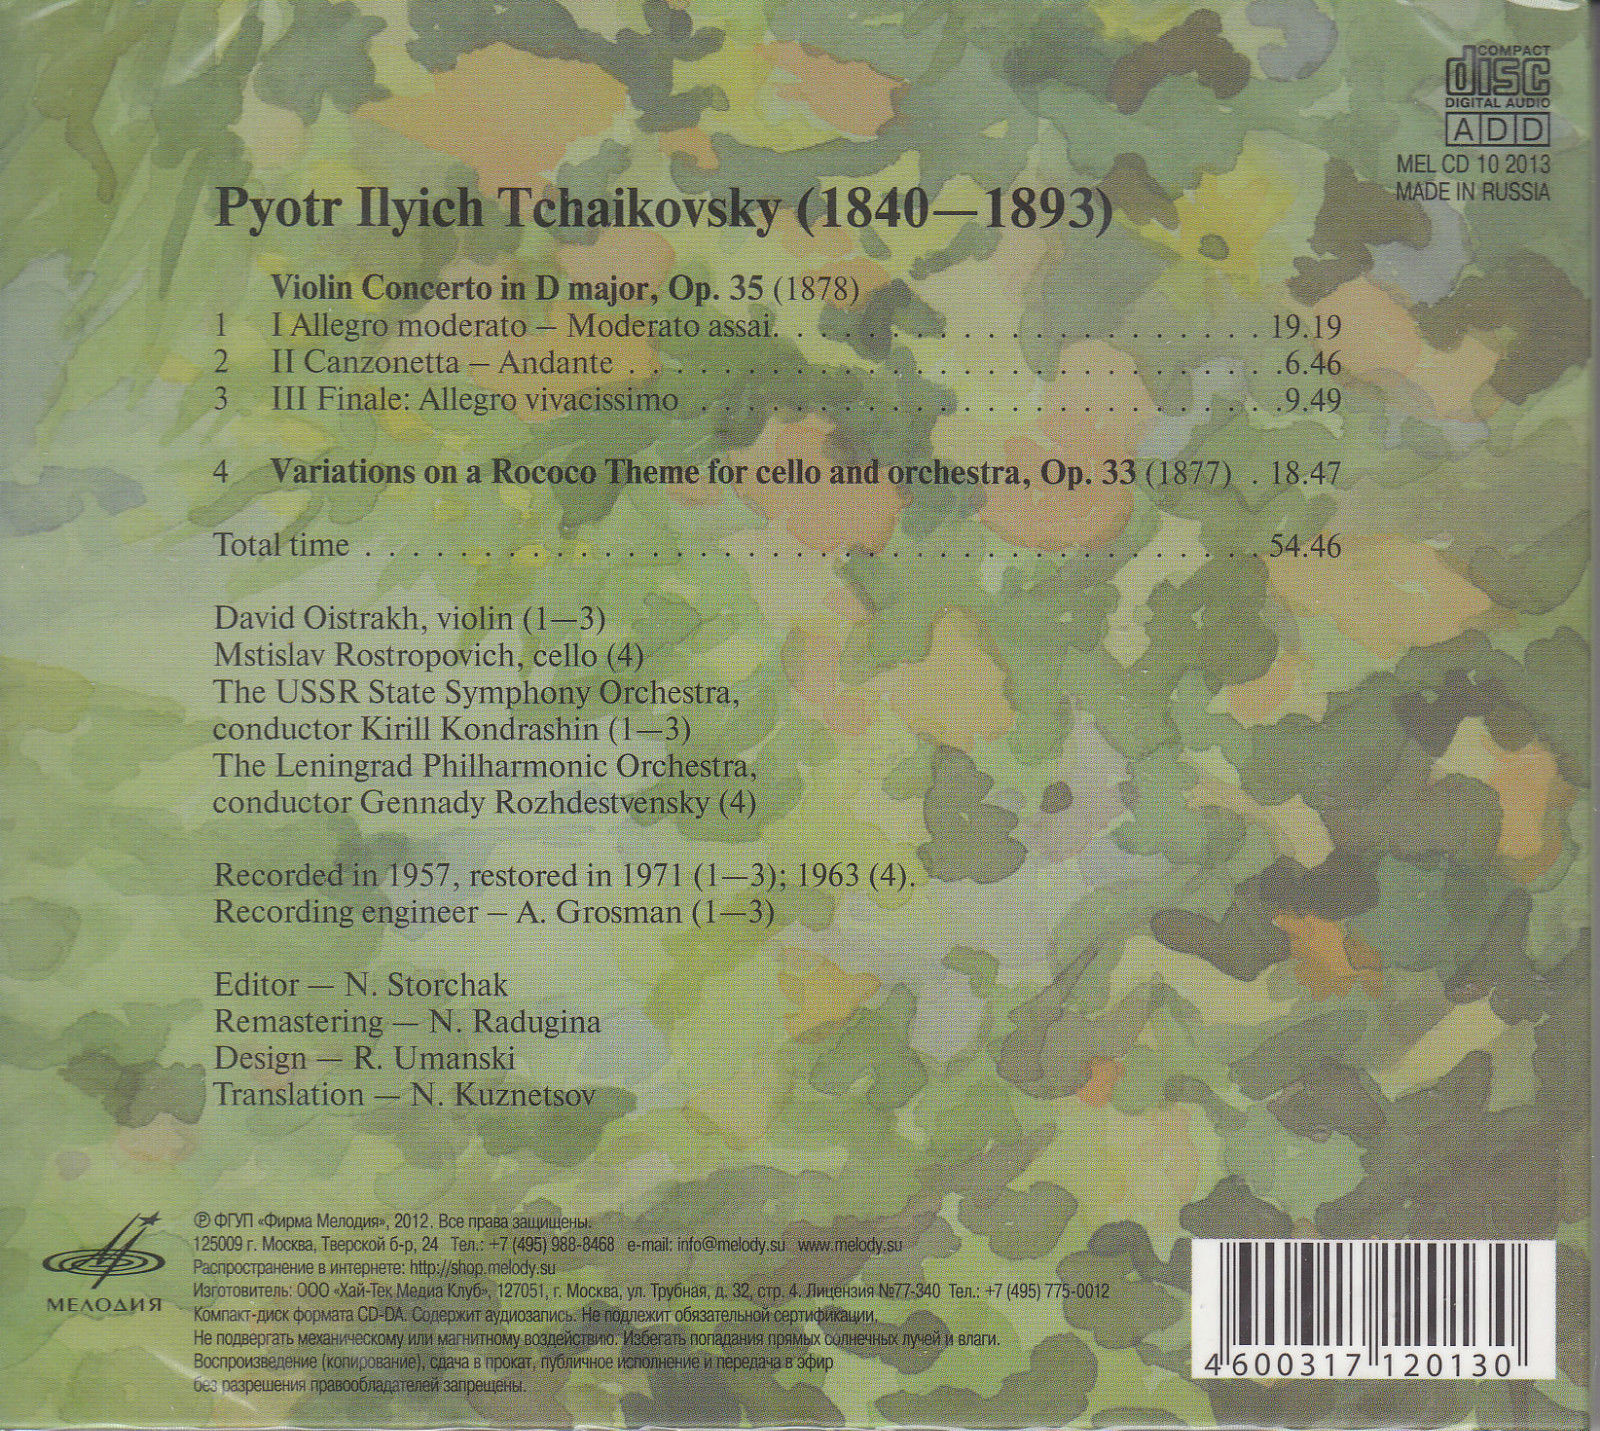 COMPACT
disc
DIGITAL AUDIO
A D D
MEL CD 10 2013
MADE IN RUSSIA
Pyotr Ilyich Tchaikovsky (1840—1893)
Violin Concerto in D major, Op. 35 (1878)
1 I Allegro moderato – Moderato assai. . . . . . . . . . . . . . . . . . . . . 19.19
2 II Canzonetta – Andante . . . . . . . . . . . . . . . . . . . . . . . . . . . .6.46
3 III Finale: Allegro vivacissimo . . . . . . . . . . . . . . . . . . . . . . . . .9.49
4 Variations on a Rococo Theme for cello and orchestra, Op. 33 (1877) . 18.47
Total time . . . . . . . . . . . . . . . . . . . . . . . . . . . . . . . . . . . . . . 54.46
David Oistrakh, violin (1—3)
Mstislav Rostropovich, cello (4)
The USSR State Symphony Orchestra,
conductor Kirill Kondrashin (1—3)
The Leningrad Philharmonic Orchestra,
conductor Gennady Rozhdestvensky (4)
Recorded in 1957, restored in 1971 (1—3); 1963 (4).
Recording engineer – A. Grosman (1—3)
Editor — N. Storchak
Remastering — N. Radugina
Design — R. Umanski
Translation — N. Kuznetsov
МЕЛОДИЯ
℗ ФГУП «Фирма Мелодия», 2012. Все права защищены.
125009 г. Москва, Тверской б-р, 24 Тел.: +7 (495) 988-8468 e-mail: info@melody.su www.melody.su
Распространение в интернете: http://shop.melody.su
Изготовитель: ООО «Хай-Тек Медиа Клуб», 127051, г. Москва, ул. Трубная, д. 32, стр. 4. Лицензия №77-340 Тел.: +7 (495) 775-0012
Компакт-диск формата CD-DA. Содержит аудиозапись. Не подлежит обязательной сертификации.
Не подвергать механическому или магнитному воздействию. Избегать попадания прямых солнечных лучей и влаги.
Воспроизведение (копирование), сдача в прокат, публичное исполнение и передача в эфир
без разрешения правообладателей запрещены.
4 600317 120130